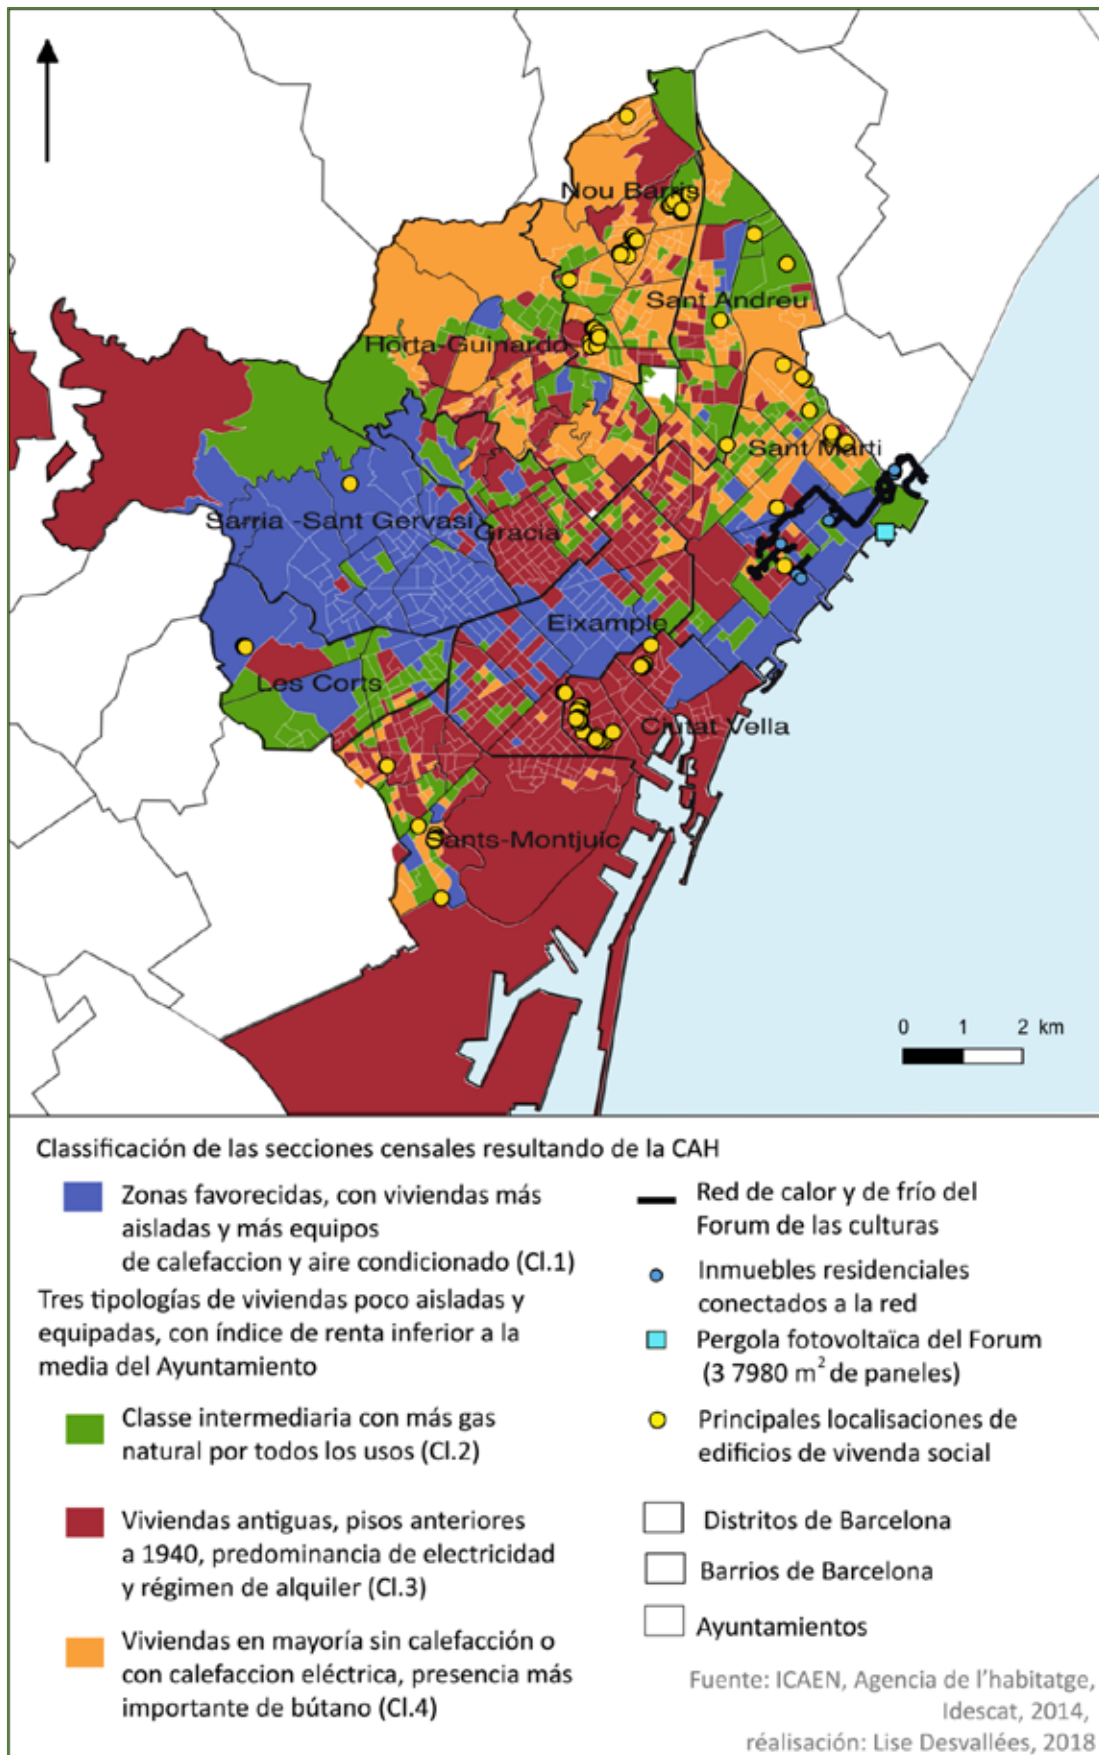 Nou Barris
Sant Andreu
Horta-Guinardo
Sant Marti
Sarria -Sant Gervasi
Gracia
Eixample
Les Corts
Ciutat Vella
Sants-Montjuïc
0 1 2 km
Classificación de las secciones censales resultando de la CAH
Zonas favorecidas, con viviendas más
aisladas y más equipos
de calefaccion y aire condicionado (Cl.1)
Tres tipologías de viviendas poco aisladas y
equipadas, con índice de renta inferior a la
media del Ayuntamiento
Classe intermediaria con más gas
natural por todos los usos (Cl.2)
Viviendas antiguas, pisos anteriores
a 1940, predominancia de electricidad
y régimen de alquiler (Cl.3)
Viviendas en mayoría sin calefacción o
con calefaccion eléctrica, presencia más
importante de bútano (Cl.4)
Red de calor y de frío del
Forum de las culturas
Inmuebles residenciales
conectados a la red
Pergola fotovoltaïca del Forum
(3 7980 m² de paneles)
Principales localisaciones de
edificios de vivenda social
Distritos de Barcelona
Barrios de Barcelona
Ayuntamientos
Fuente: ICAEN, Agencia de l'habitatge,
Idescat, 2014,
réalisación: Lise Desvallées, 2018